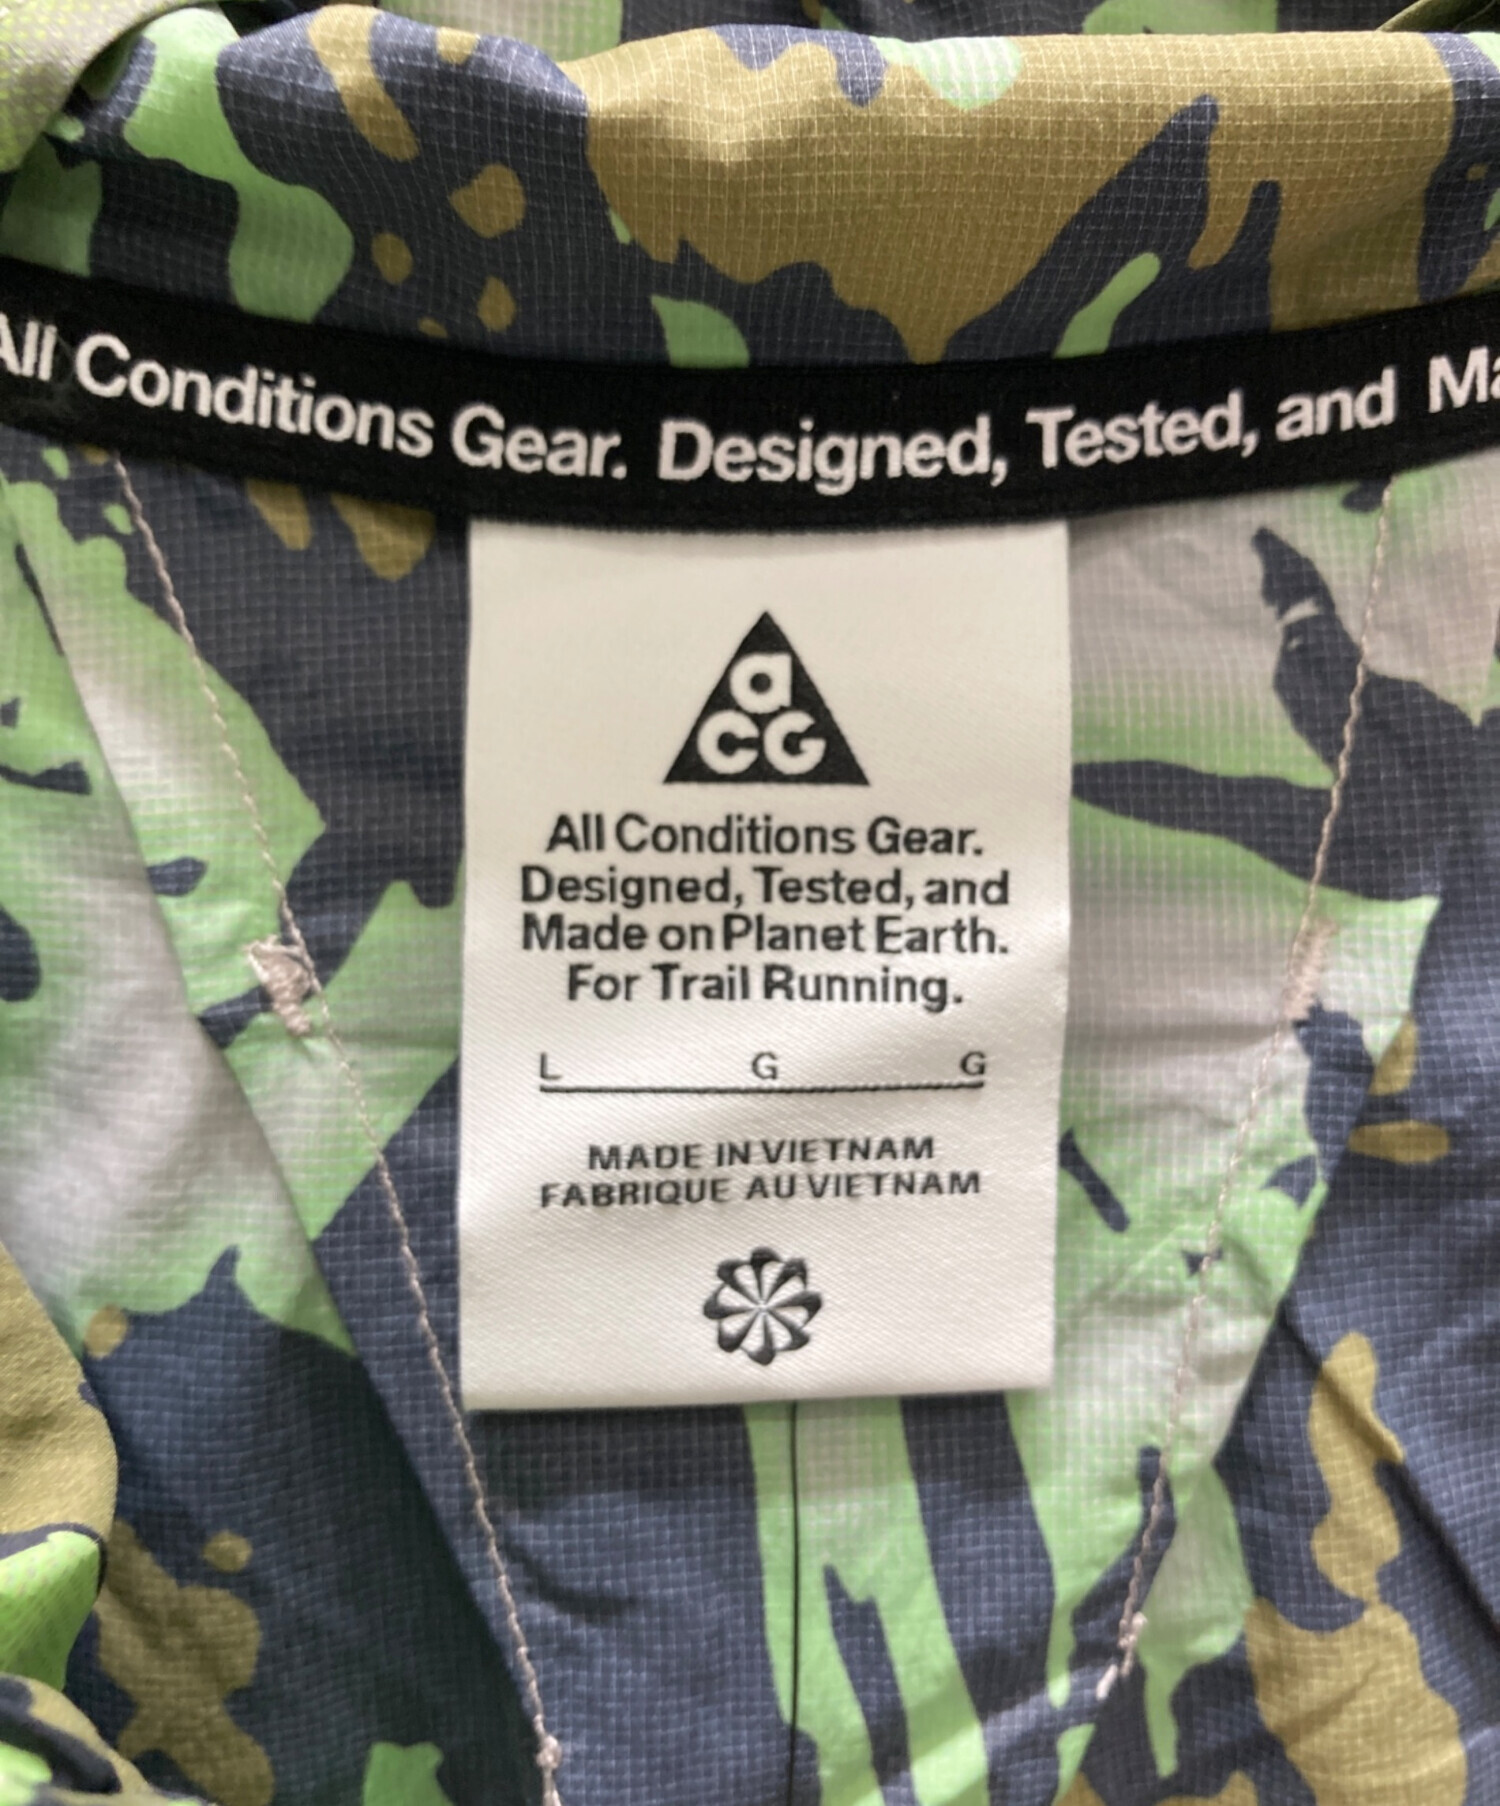 All Conditions Gear. Designed, Tested, and
aCG
All Conditions Gear.
Designed, Tested, and
Made on Planet Earth.
For Trail Running.
L G G
MADE IN VIETNAM
FABRIQUE AU VIETNAM